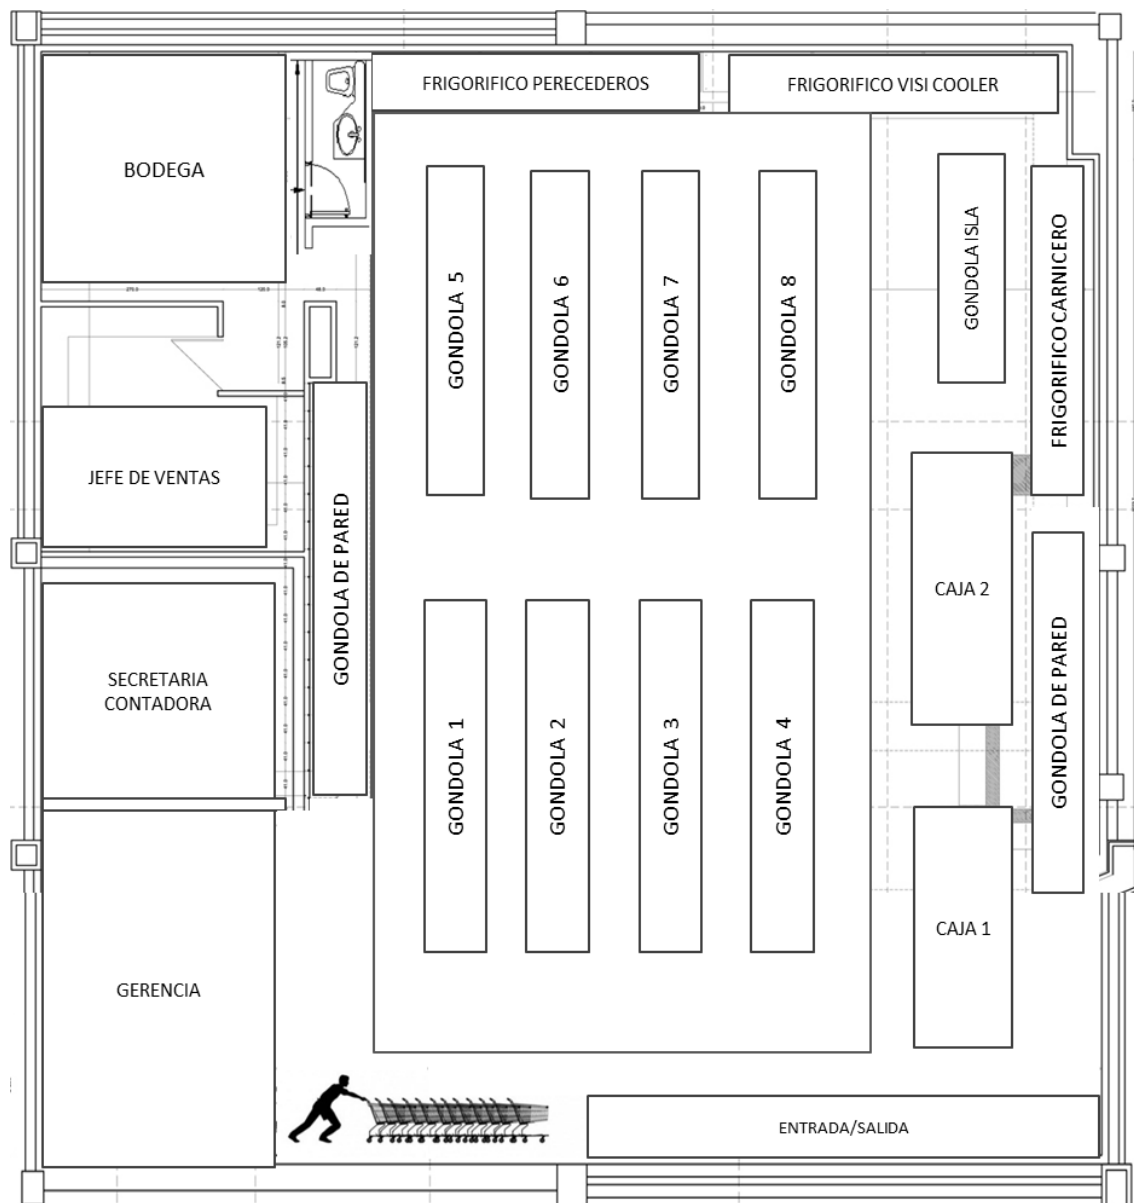 FRIGORIFICO PERECEDEROS
FRIGORIFICO VISI COOLER
BODEGA
GONDOLA 5
GONDOLA 6
GONDOLA 7
GONDOLA 8
GONDOLA ISLA
FRIGORIFICO CARNICERO
JEFE DE VENTAS
GONDOLA DE PARED
CAJA 2
SECRETARIA
CONTADORA
GONDOLA 1
GONDOLA 2
GONDOLA 3
GONDOLA 4
GONDOLA DE PARED
CAJA 1
GERENCIA
ENTRADA/SALIDA